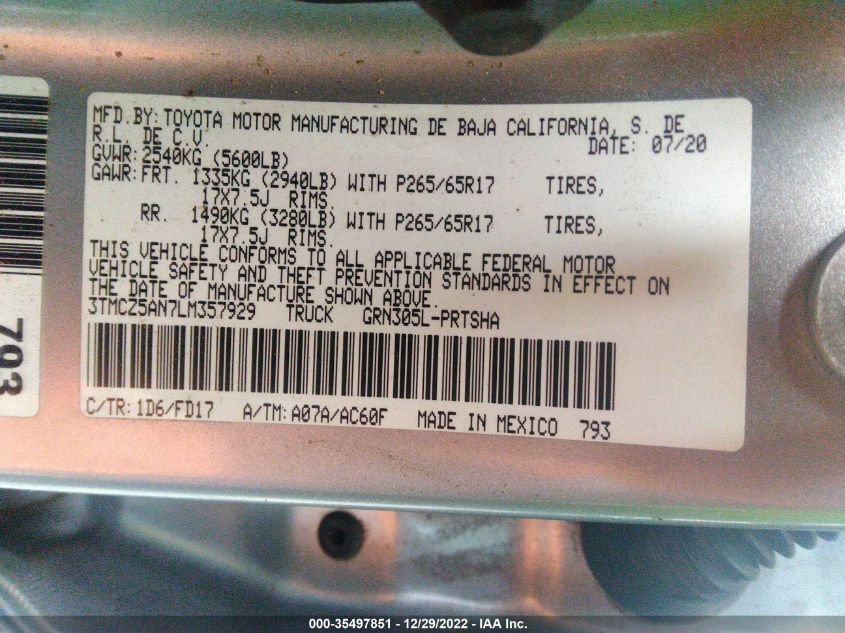 MFD.BY: TOYOTA MOTOR MANUFACTURING DE BAJA CALIFORNIA, S. DE
R.L. DE C.V. DATE: 07/20
GVWR: 2540KG (5600LB)
GAWR: FRT. 1335KG (2940LB) WITH P265/65R17 TIRES,
17X7.5J RIMS.
RR. 1490KG (3280LB) WITH P265/65R17 TIRES,
17X7.5J RIMS.
THIS VEHICLE CONFORMS TO ALL APPLICABLE FEDERAL MOTOR
VEHICLE SAFETY AND THEFT PREVENTION STANDARDS IN EFFECT ON
THE DATE OF MANUFACTURE SHOWN ABOVE.
3TMCZ5AN7LM357929 TRUCK GRN305L-PRTSHA
C/TR: 1D6/FD17 A/TM: A07A/AC60F MADE IN MEXICO 793
793
000-35497851 - 12/29/2022 - IAA Inc.